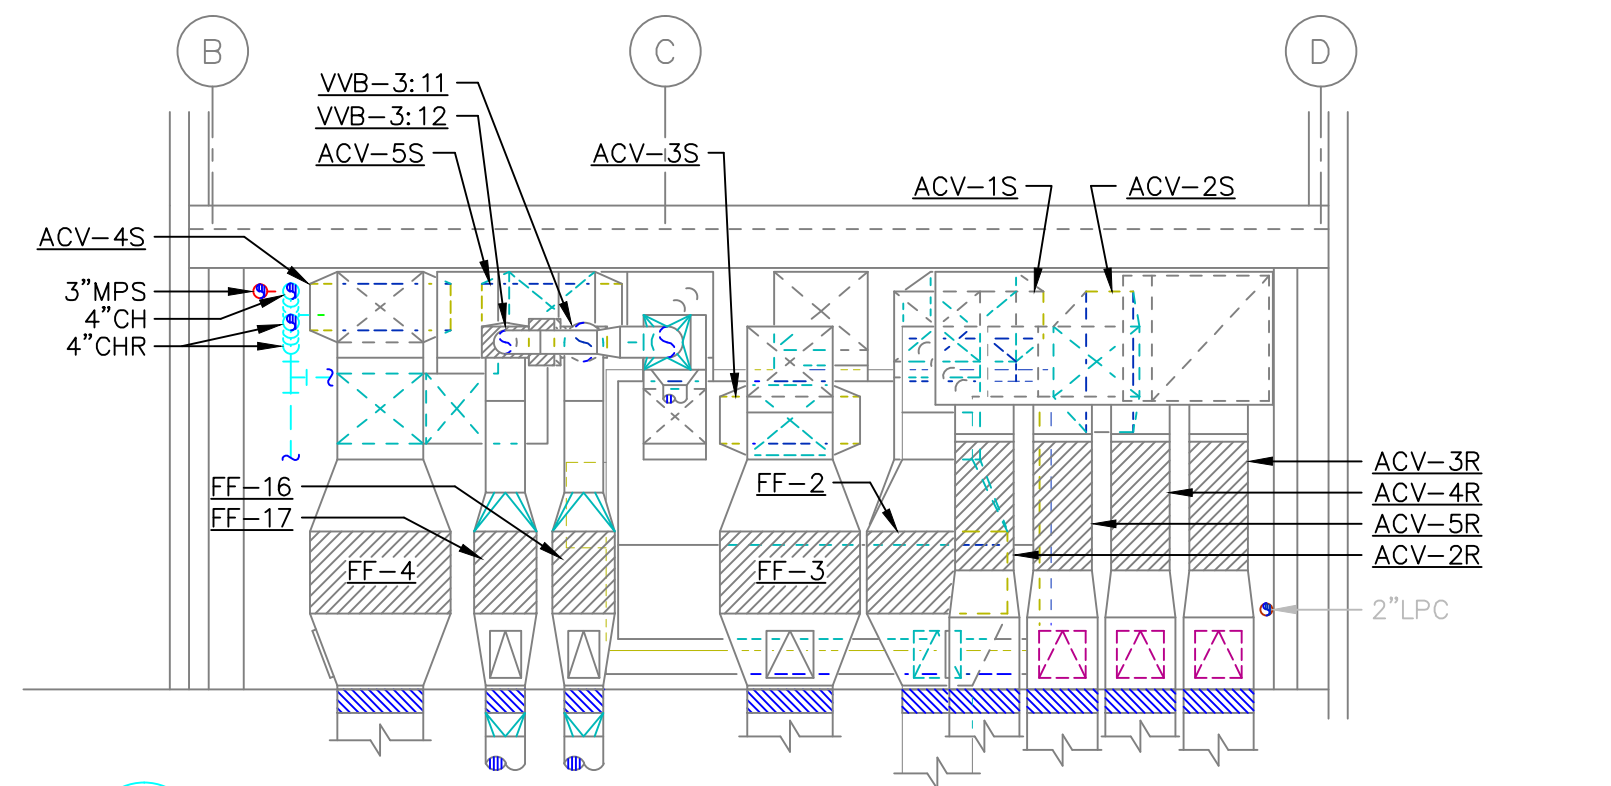 B
C
D
VVB-3:11
VVB-3:12
ACV-5S
ACV-3S
ACV-1S
ACV-2S
ACV-4S
3"MPS
4"CH
4"CHR
FF-16
FF-17
FF-4
FF-2
FF-3
ACV-3R
ACV-4R
ACV-5R
ACV-2R
2"LPC